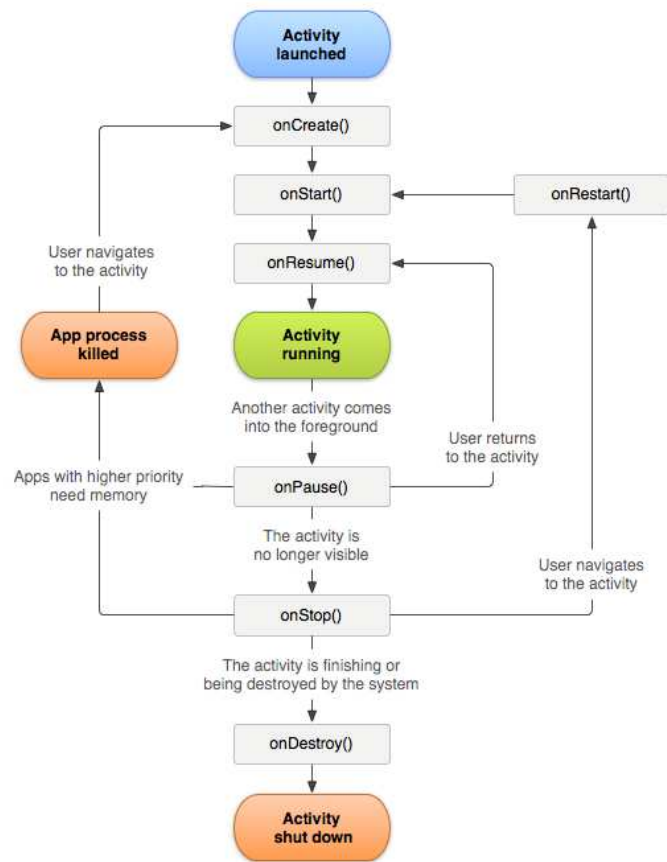 Activity
launched
onCreate()
onStart()
onRestart()
User navigates
to the activity
onResume()
App process
killed
Activity
running
Another activity comes
into the foreground
User returns
to the activity
Apps with higher priority
need memory
onPause()
The activity is
no longer visible
User navigates
to the activity
onStop()
The activity is finishing or
being destroyed by the system
onDestroy()
Activity
shut down